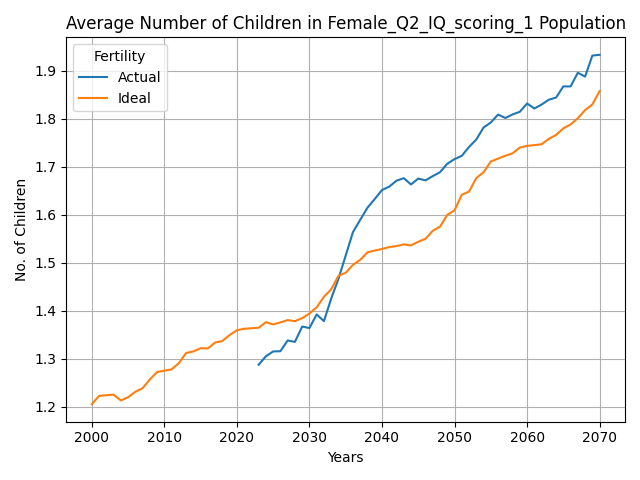 Average Number of Children in Female_Q2_IQ_scoring_1 Population
Fertility
Actual
Ideal
No. of Children
1.9
1.8
1.7
1.6
1.5
1.4
1.3
1.2
2000 2010 2020 2030 2040 2050 2060 2070
Years